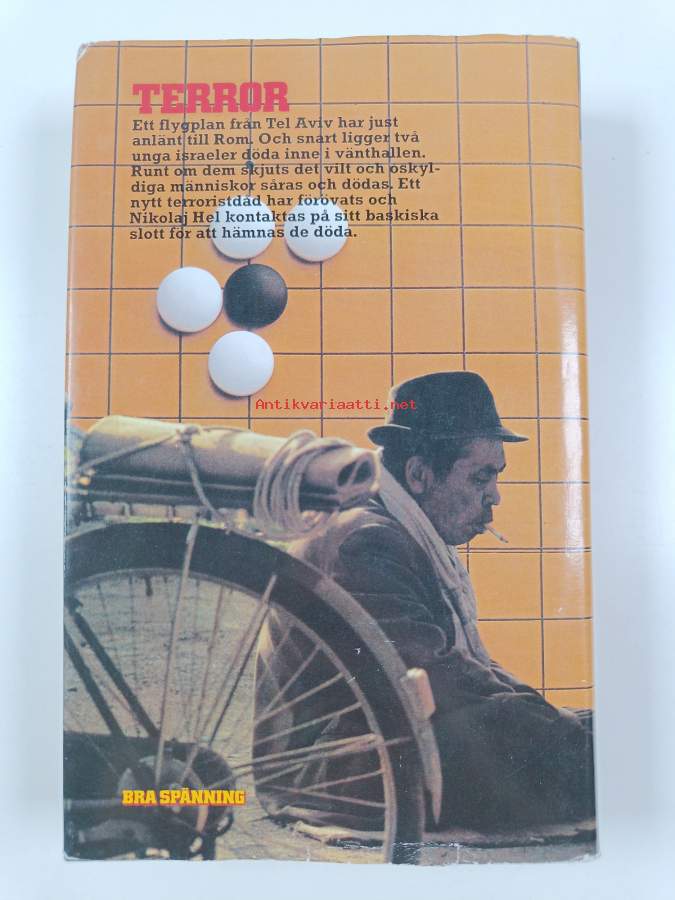 TERROR
Ett flygplan från Tel Aviv har just
anlänt till Rom. Och snart ligger två
unga israeler döda inne i vänthallen.
Runt om dem skjuts det vilt och oskyl-
diga människor såras och dödas. Ett
nytt terroristdåd har förövats och
Nikolaj Hel kontaktas på sitt baskiska
slott för att hämnas de döda.
Antikvariaatti.net
BRA SPÄNNING